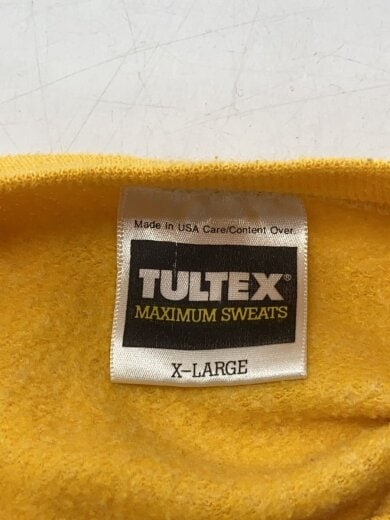 Made In USA Care/Content Over.
TULTEX®
MAXIMUM SWEATS
X-LARGE